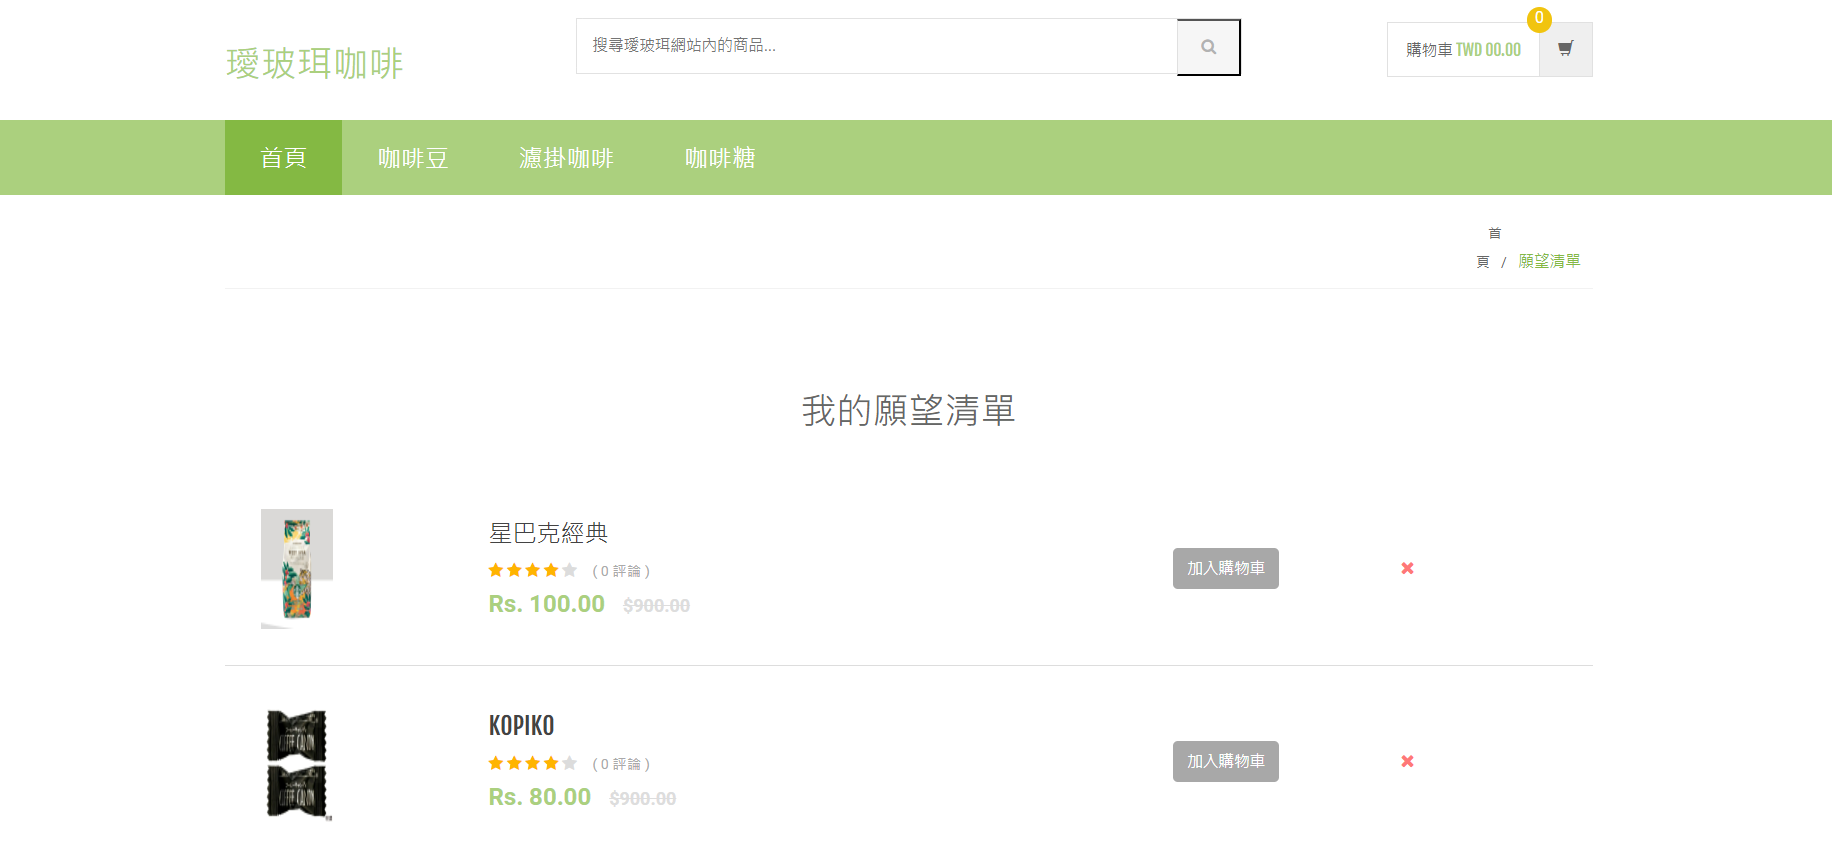 璦玻珥咖啡
搜尋璦玻珥網站內的商品...
購物車 TWD 00.00
0
首頁
咖啡豆
濾掛咖啡
咖啡糖
首
頁 / 願望清單
我的願望清單
星巴克經典
( 0 評論 )
Rs. 100.00 $900.00
加入購物車
KOPIKO
( 0 評論 )
Rs. 80.00 $900.00
加入購物車